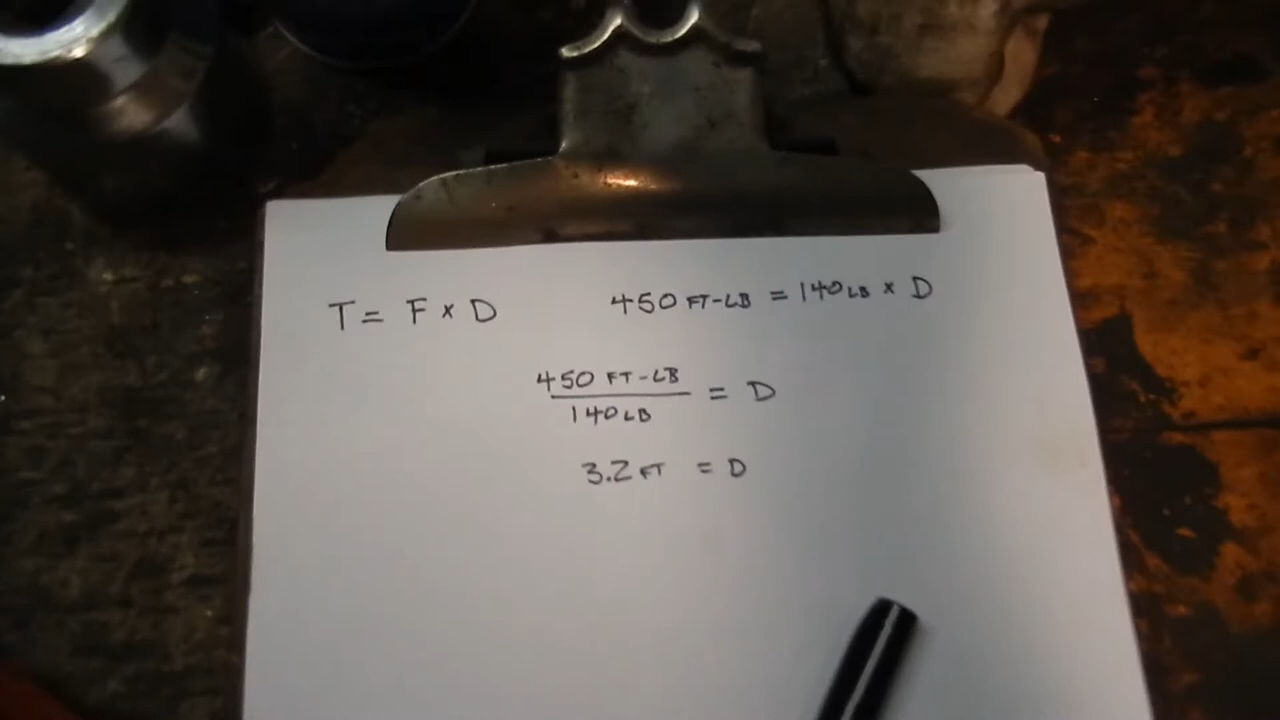 T = F × D
450 FT-LB = 140 LB × D
450 FT-LB
140 LB
= D
3.2 FT = D